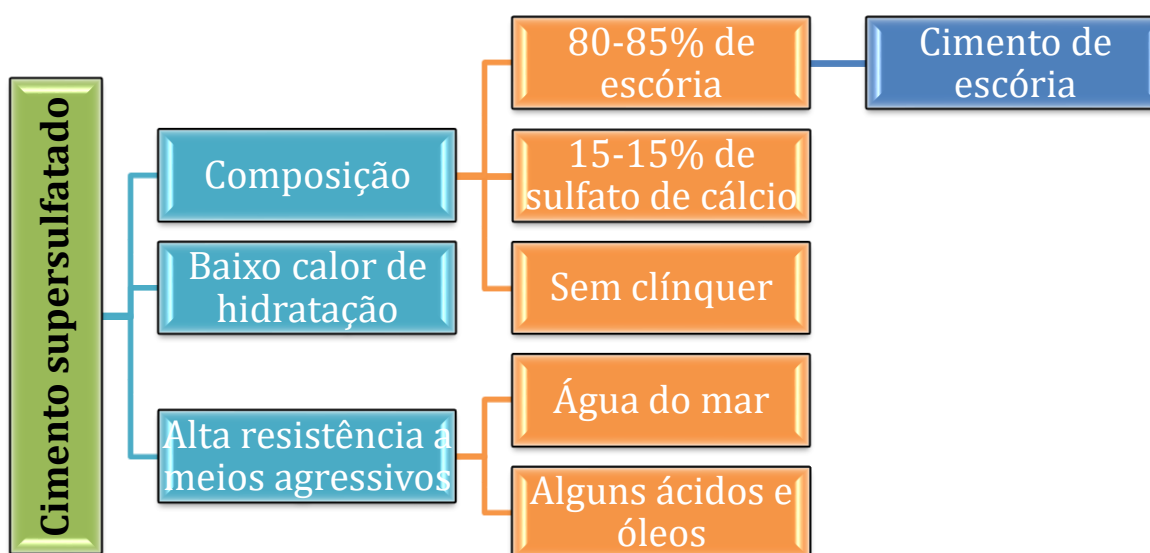 Cimento supersulfatado
Composição
80-85% de
escória
Cimento de
escória
15-15% de
sulfato de cálcio
Sem clínquer
Baixo calor de
hidratação
Alta resistência a
meios agressivos
Água do mar
Alguns ácidos e
óleos